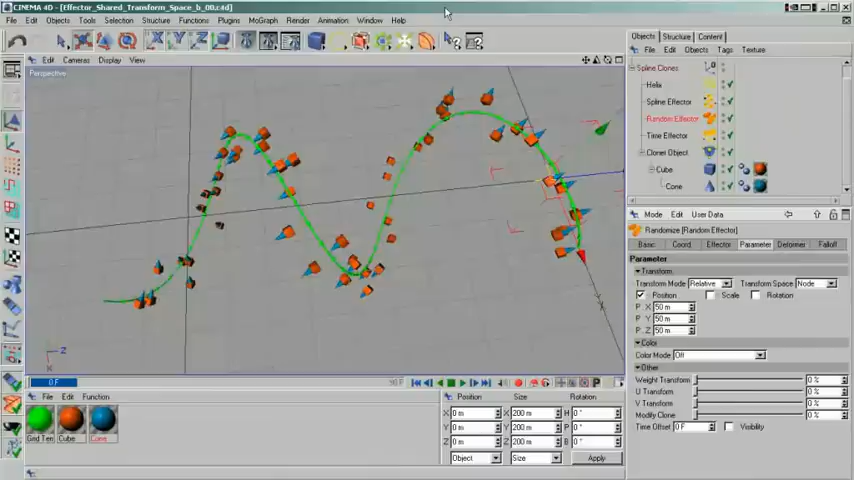 CINEMA 4D - [Effector_Shared_Transform_Space_b_00.c4d]
File Edit Objects Tools Selection Structure Functions Plugins MoGraph Render Animation Window Help
Objects Structure Content
File Edit Objects Tags Texture
Spline Clones
Helix
Spline Effector
Random Effector
Time Effector
Cloner Object
Cube
Cone
Edit Cameras Display View
Perspective
Mode Edit User Data
Randomize [Random Effector]
Basic Coord Effector Parameter Deformer Falloff
Parameter
Transform
Transform Mode Relative Transform Space Node
Position Scale Rotation
P . X 50 m
P . Y 50 m
P . Z 50 m
Color
Color Mode Off
Other
Weight Transform 0 %
U Transform 0 %
V Transform 0 %
Modify Clone 0 %
Time Offset 0 F Visibility
Z
X
0 F
File Edit Function
Cube
Cone
Position Size Rotation
X 0 m X 200 m H 0 °
Y 0 m Y 200 m P 0 °
Z 0 m Z 200 m B 0 °
Object Size Apply